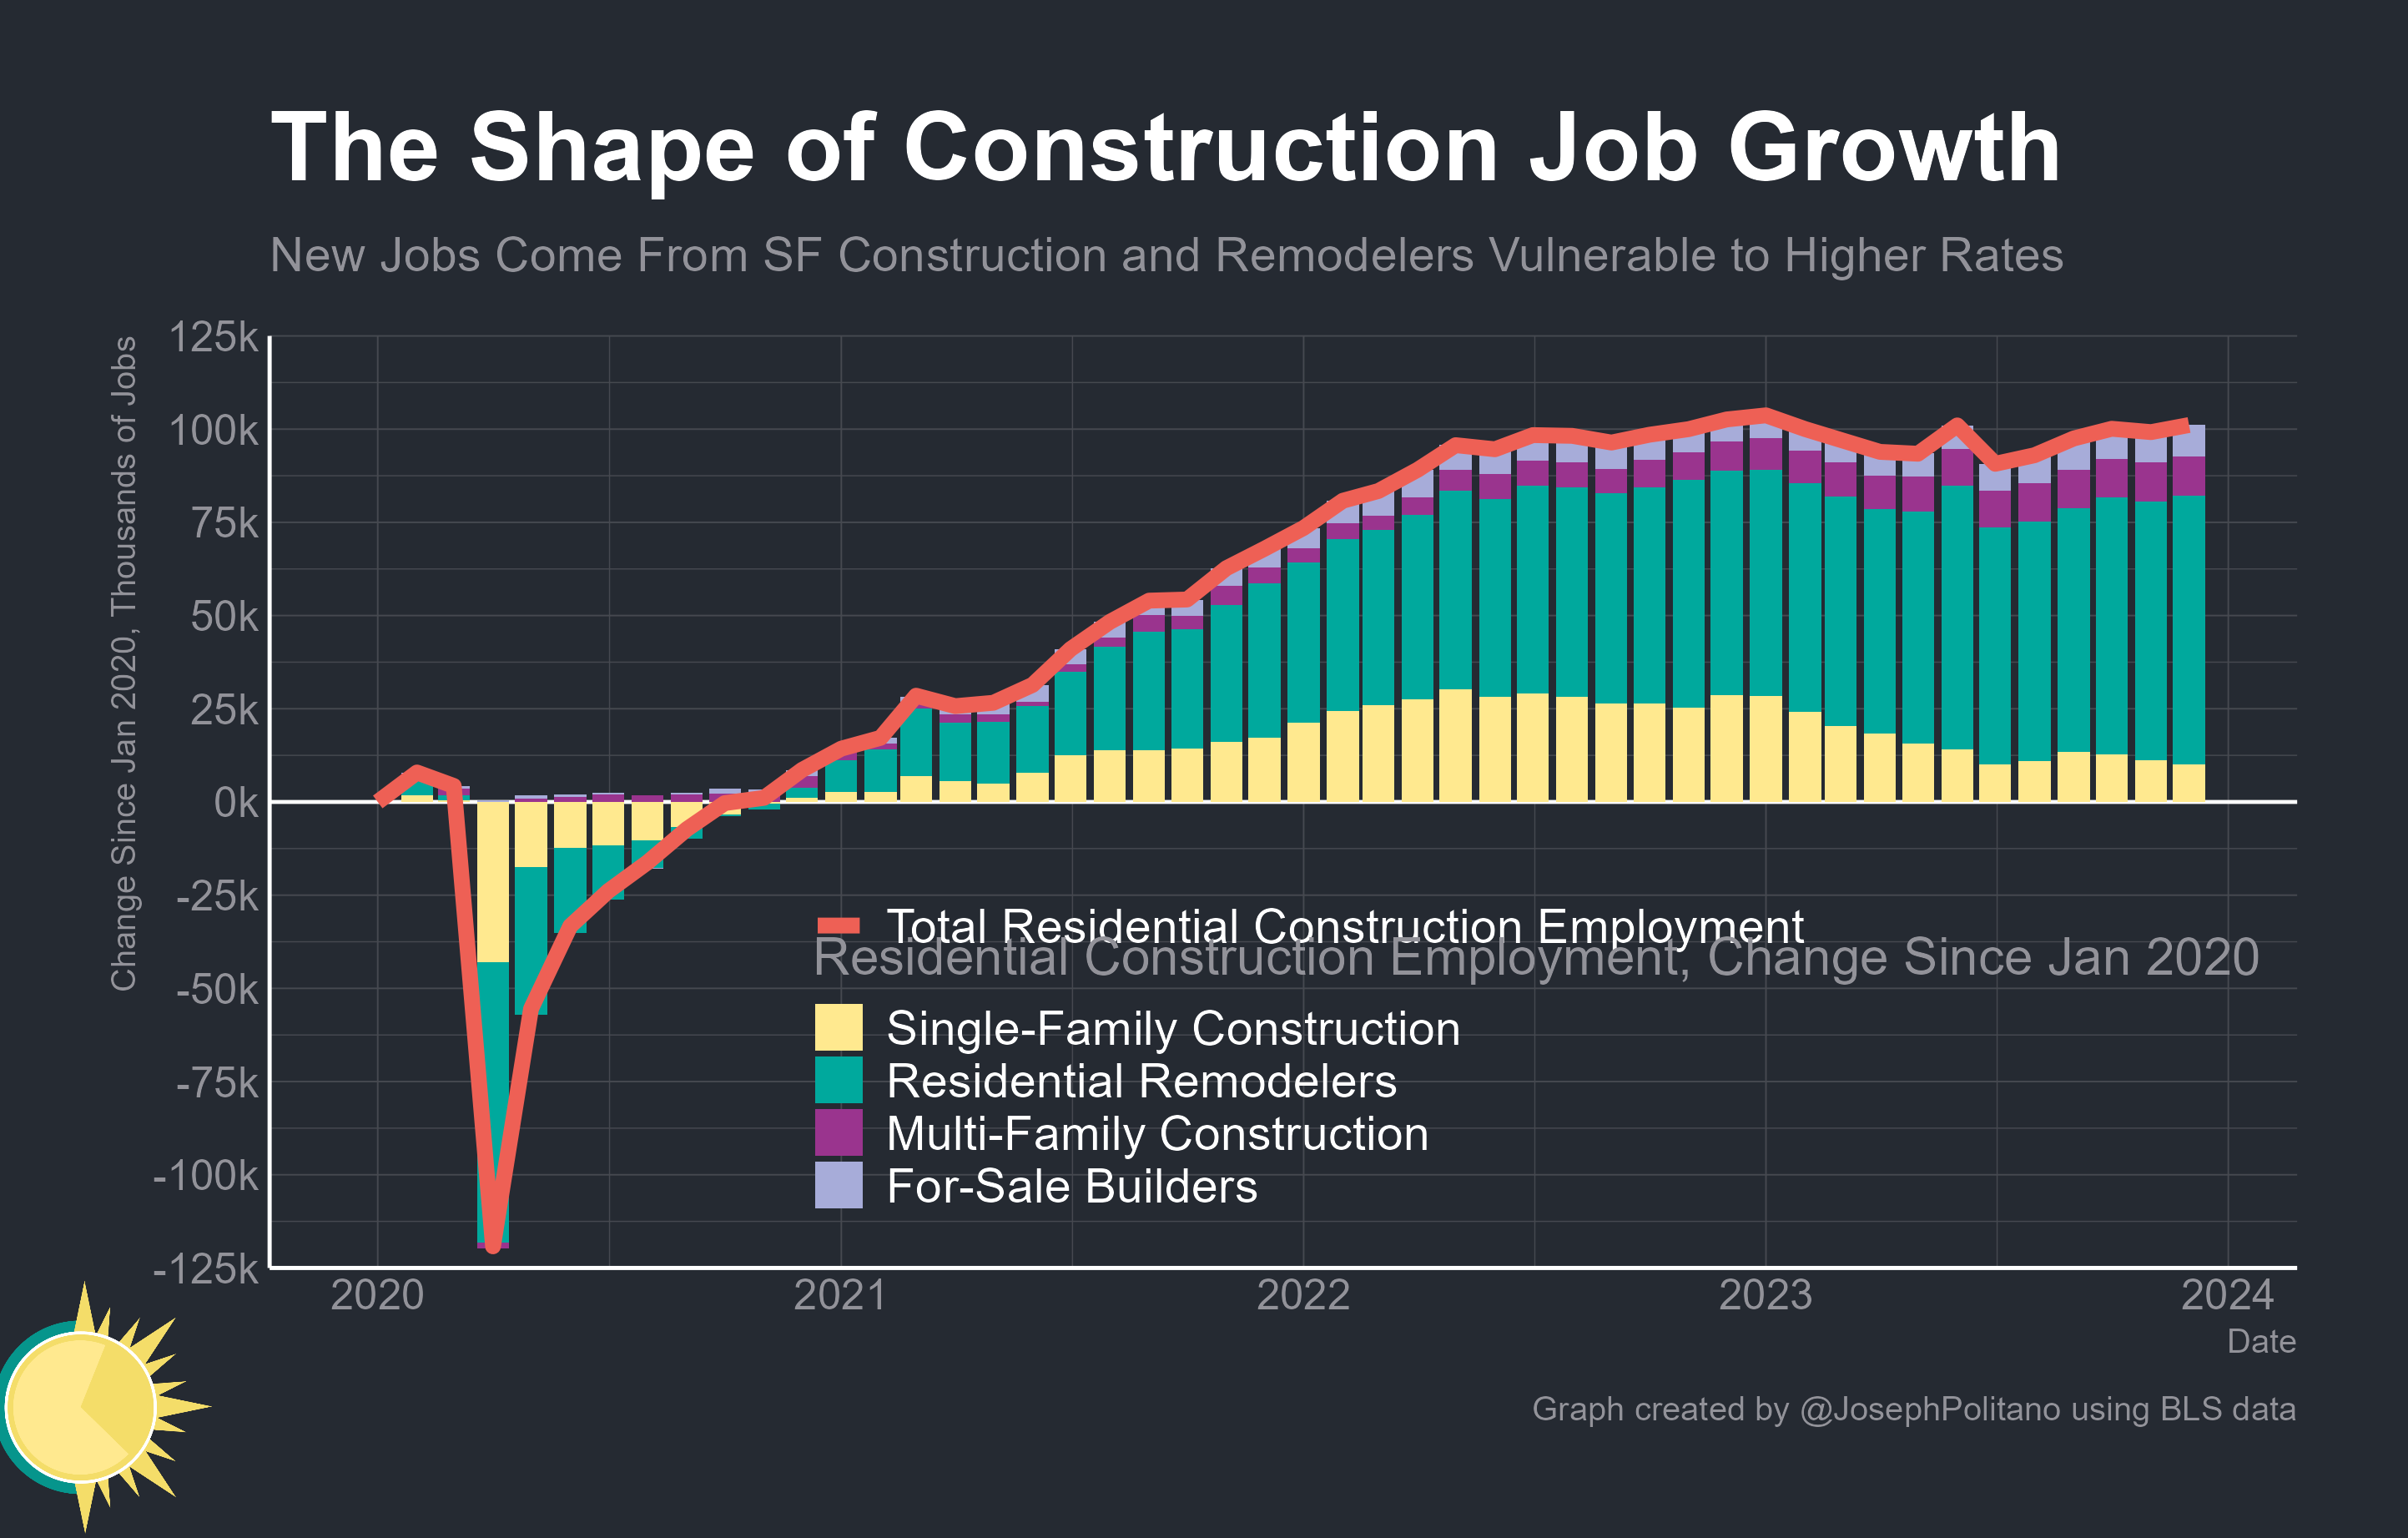 The Shape of Construction Job Growth
New Jobs Come From SF Construction and Remodelers Vulnerable to Higher Rates
Change Since Jan 2020, Thousands of Jobs
125k
100k
75k
50k
25k
0k
-25k
-50k
-75k
-100k
-125k
Total Residential Construction Employment
Residential Construction Employment, Change Since Jan 2020
Single-Family Construction
Residential Remodelers
Multi-Family Construction
For-Sale Builders
2020 2021 2022 2023 2024
Date
Graph created by @JosephPolitano using BLS data